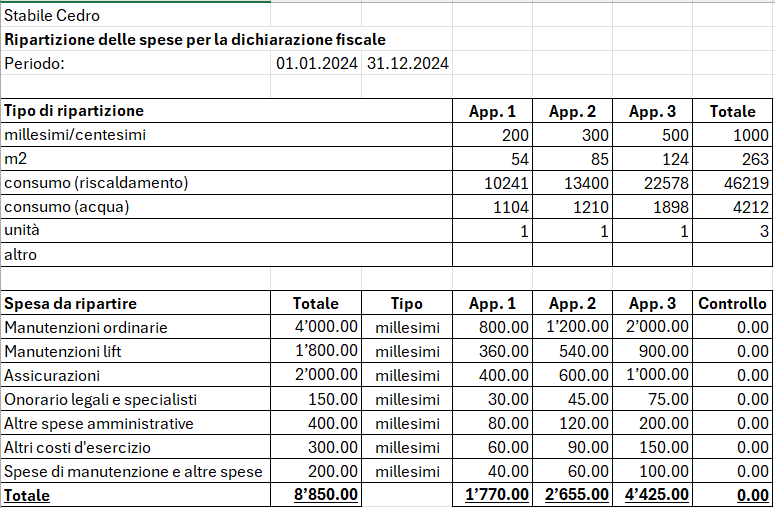 Stabile Cedro
Ripartizione delle spese per la dichiarazione fiscale
Periodo: 01.01.2024 31.12.2024
Tipo di ripartizione App. 1 App. 2 App. 3 Totale
millesimi/centesimi 200 300 500 1000
m2 54 85 124 263
consumo (riscaldamento) 10241 13400 22578 46219
consumo (acqua) 1104 1210 1898 4212
unità 1 1 1 3
altro
Spesa da ripartire Totale Tipo App. 1 App. 2 App. 3 Controllo
Manutenzioni ordinarie 4’000.00 millesimi 800.00 1’200.00 2’000.00 0.00
Manutenzioni lift 1’800.00 millesimi 360.00 540.00 900.00 0.00
Assicurazioni 2’000.00 millesimi 400.00 600.00 1’000.00 0.00
Onorario legali e specialisti 150.00 millesimi 30.00 45.00 75.00 0.00
Altre spese amministrative 400.00 millesimi 80.00 120.00 200.00 0.00
Altri costi d'esercizio 300.00 millesimi 60.00 90.00 150.00 0.00
Spese di manutenzione e altre spese 200.00 millesimi 40.00 60.00 100.00 0.00
Totale 8’850.00 1’770.00 2’655.00 4’425.00 0.00